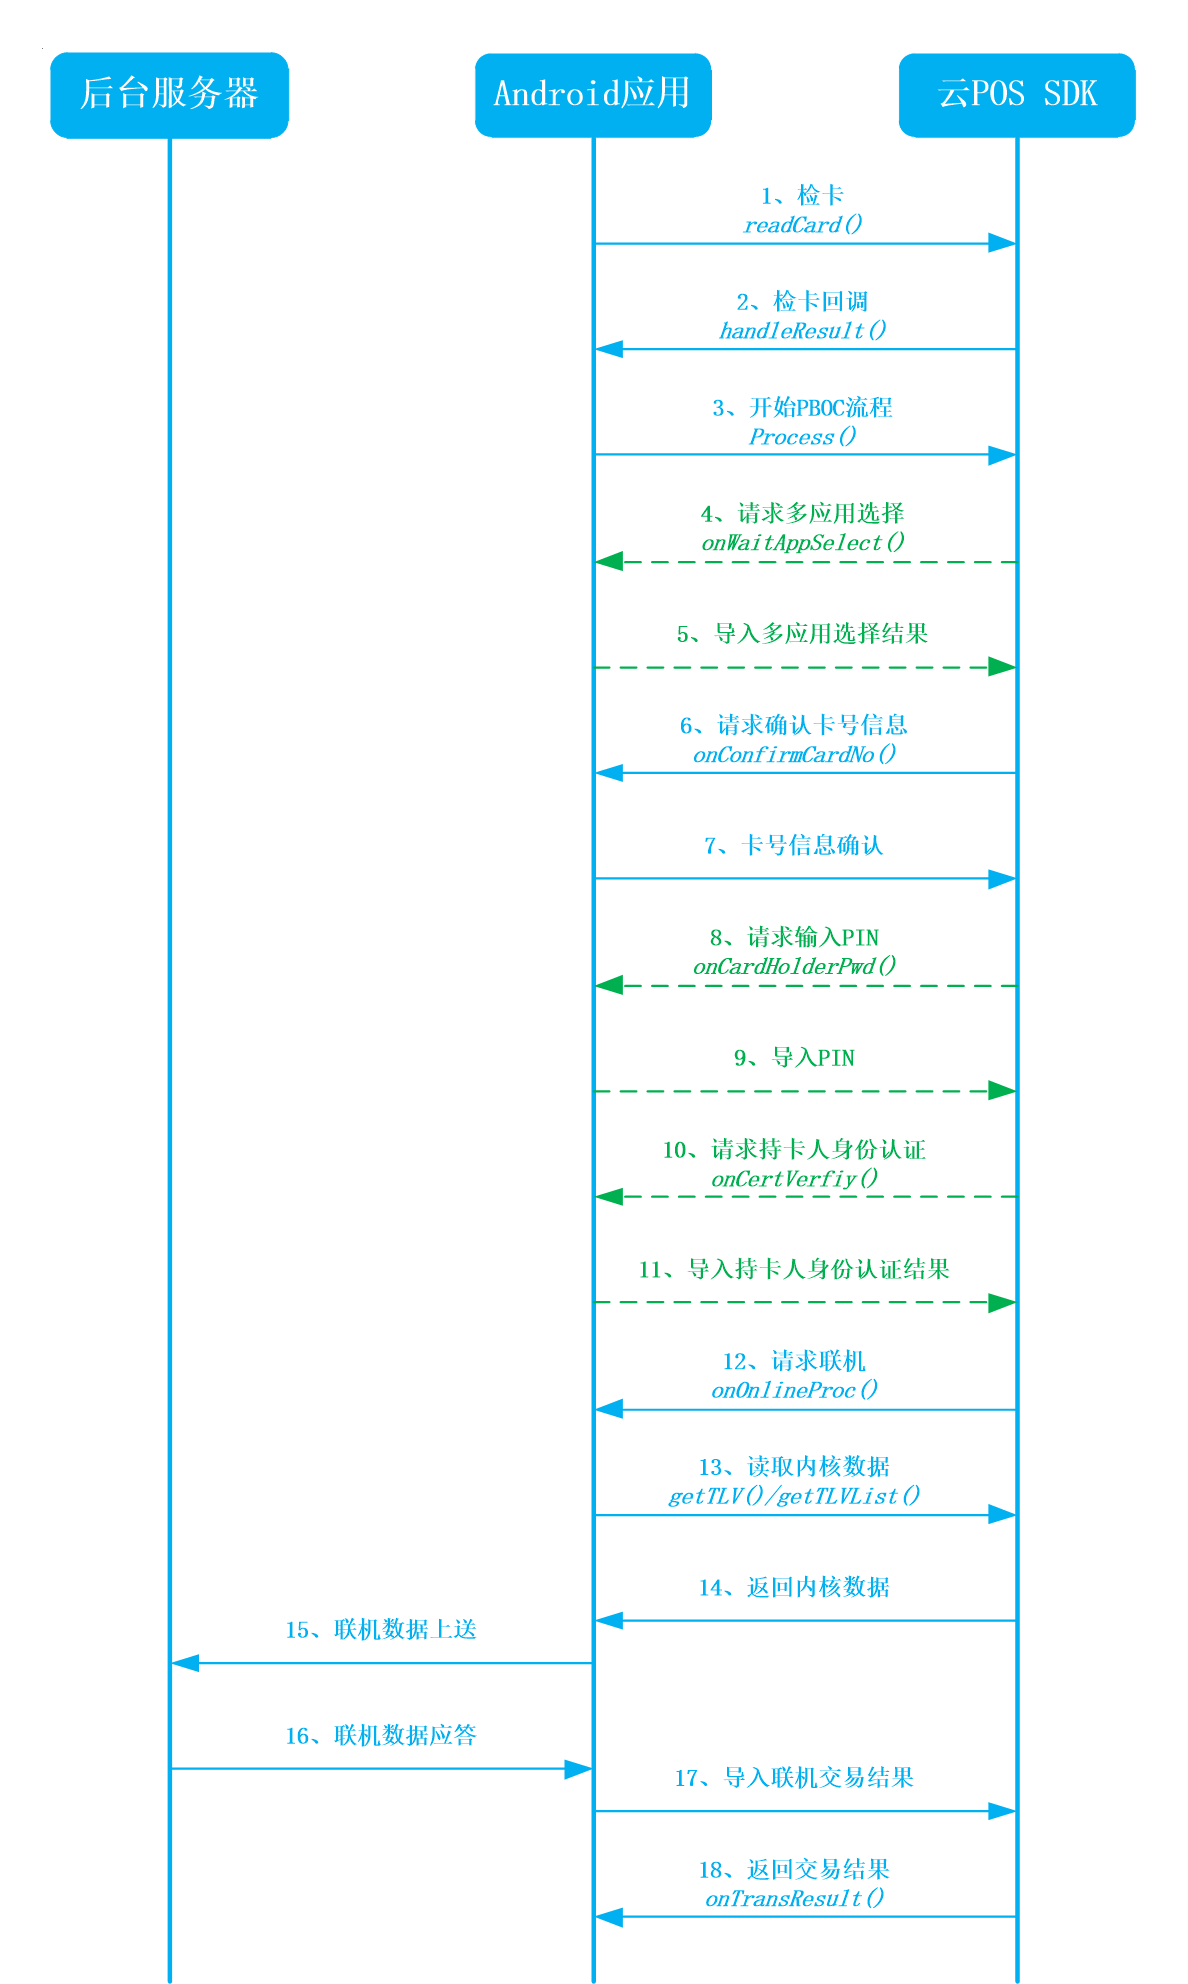 后台服务器
Android应用
云POS SDK
1、检卡
readCard()
2、检卡回调
handleResult()
3、开始PBOC流程
Process()
4、请求多应用选择
onWaitAppSelect()
5、导入多应用选择结果
6、请求确认卡号信息
onConfirmCardNo()
7、卡号信息确认
8、请求输入PIN
onCardHolderPwd()
9、导入PIN
10、请求持卡人身份认证
onCertVerfiy()
11、导入持卡人身份认证结果
12、请求联机
onOnlineProc()
13、读取内核数据
getTLV()/getTLVList()
14、返回内核数据
15、联机数据上送
16、联机数据应答
17、导入联机交易结果
18、返回交易结果
onTransResult()